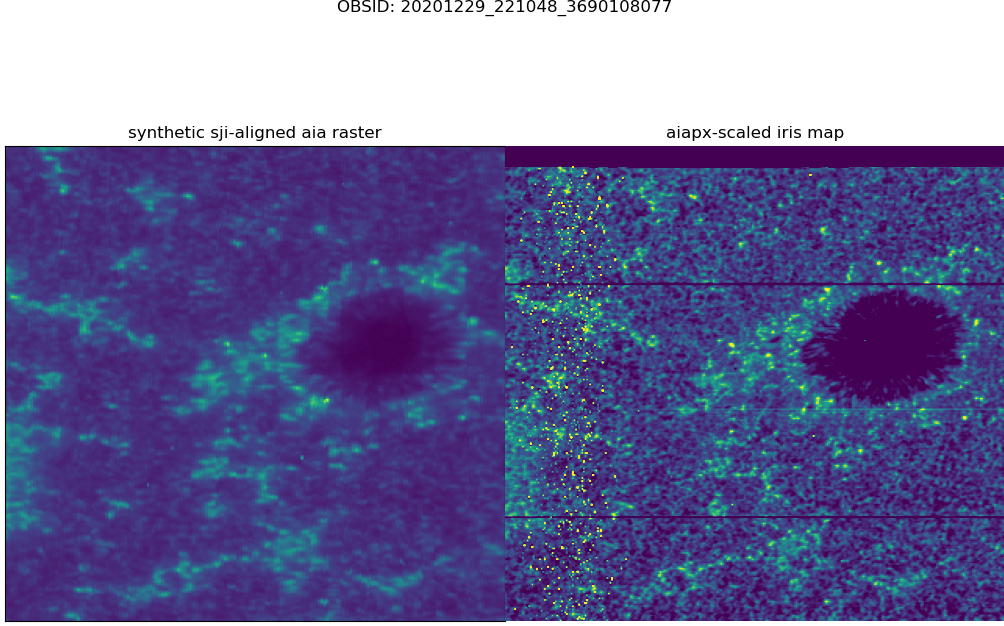 OBSID: 20201229_221048_3690108077
synthetic sji-aligned aia raster
aiapx-scaled iris map